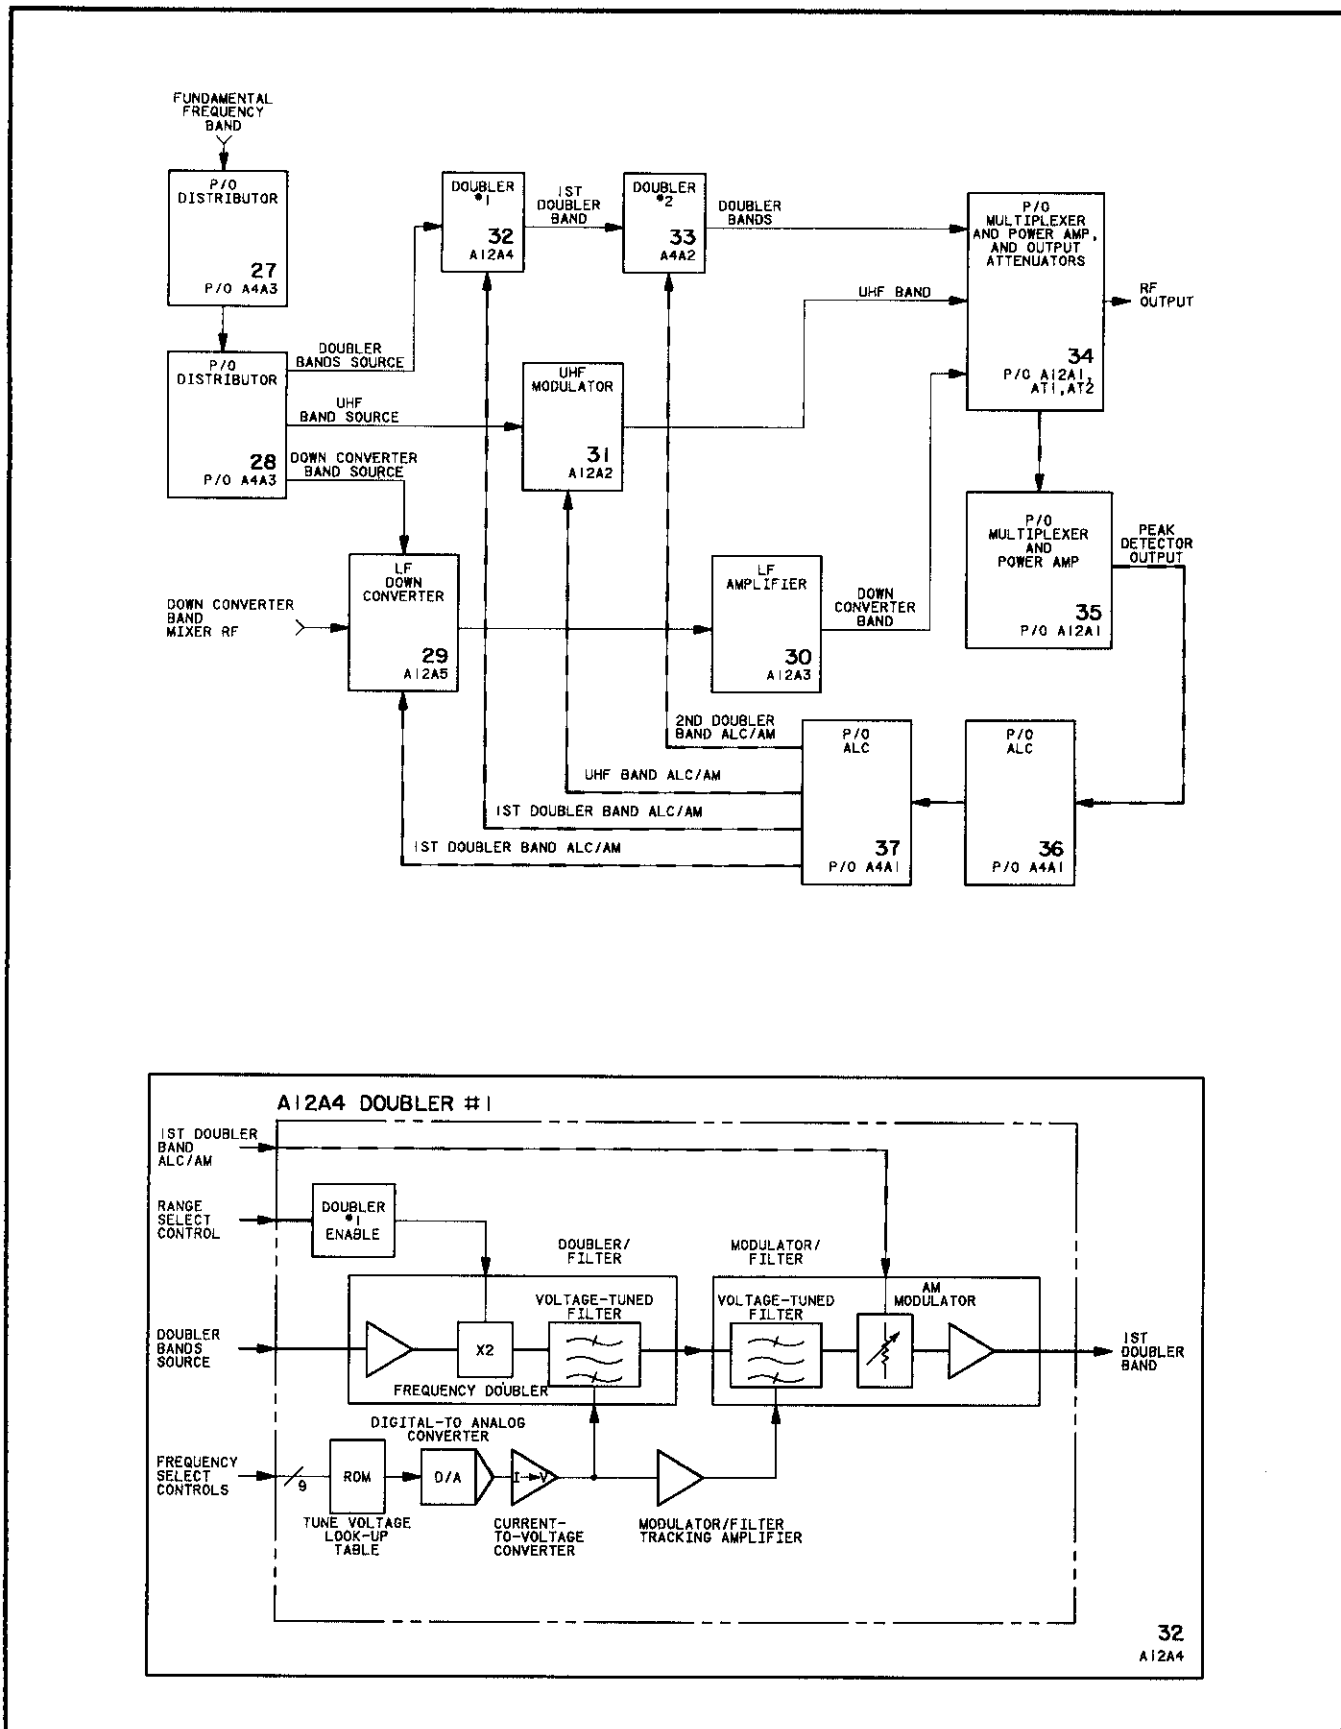 FUNDAMENTAL
FREQUENCY
BAND
P/O
DISTRIBUTOR
27
P/O A4A3
DOUBLER
#1
32
A12A4
1ST
DOUBLER
BAND
DOUBLER
#2
33
A4A2
DOUBLER
BANDS
P/O
MULTIPLEXER
AND POWER AMP,
AND OUTPUT
ATTENUATORS
34
P/O A12A1,
AT1,AT2
RF
OUTPUT
UHF BAND
P/O
DISTRIBUTOR
28
P/O A4A3
DOUBLER
BANDS SOURCE
UHF
BAND SOURCE
DOWN CONVERTER
BAND SOURCE
UHF
MODULATOR
31
A12A2
P/O
MULTIPLEXER
AND
POWER AMP
35
P/O A12A1
PEAK
DETECTOR
OUTPUT
DOWN CONVERTER
BAND
MIXER RF
LF
DOWN
CONVERTER
29
A12A5
LF
AMPLIFIER
30
A12A3
DOWN
CONVERTER
BAND
2ND DOUBLER
BAND ALC/AM
UHF BAND ALC/AM
1ST DOUBLER BAND ALC/AM
1ST DOUBLER BAND ALC/AM
P/O
ALC
37
P/O A4A1
P/O
ALC
36
P/O A4A1
A12A4 DOUBLER #1
1ST DOUBLER
BAND
ALC/AM
RANGE
SELECT
CONTROL
DOUBLER
#1
ENABLE
DOUBLER/
FILTER
MODULATOR/
FILTER
VOLTAGE-TUNED
FILTER
VOLTAGE-TUNED
FILTER
AM
MODULATOR
DOUBLER
BANDS
SOURCE
X2
FREQUENCY DOUBLER
1ST
DOUBLER
BAND
DIGITAL-TO ANALOG
CONVERTER
FREQUENCY
SELECT
CONTROLS
9
ROM
D/A
I→V
TUNE VOLTAGE
LOOK-UP
TABLE
CURRENT-
TO-VOLTAGE
CONVERTER
MODULATOR/FILTER
TRACKING AMPLIFIER
32
A12A4